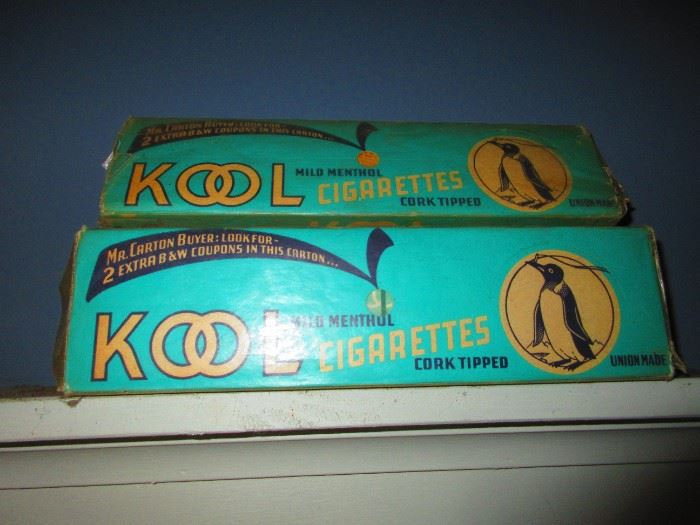 Mr. Carton Buyer: Look for-
2 extra B & W coupons in this carton...
KOOL
MILD MENTHOL
CIGARETTES
CORK TIPPED
UNION MADE
Mr. Carton Buyer: Look for-
2 extra B & W coupons in this carton...
KOOL
MILD MENTHOL
CIGARETTES
CORK TIPPED
UNION MADE